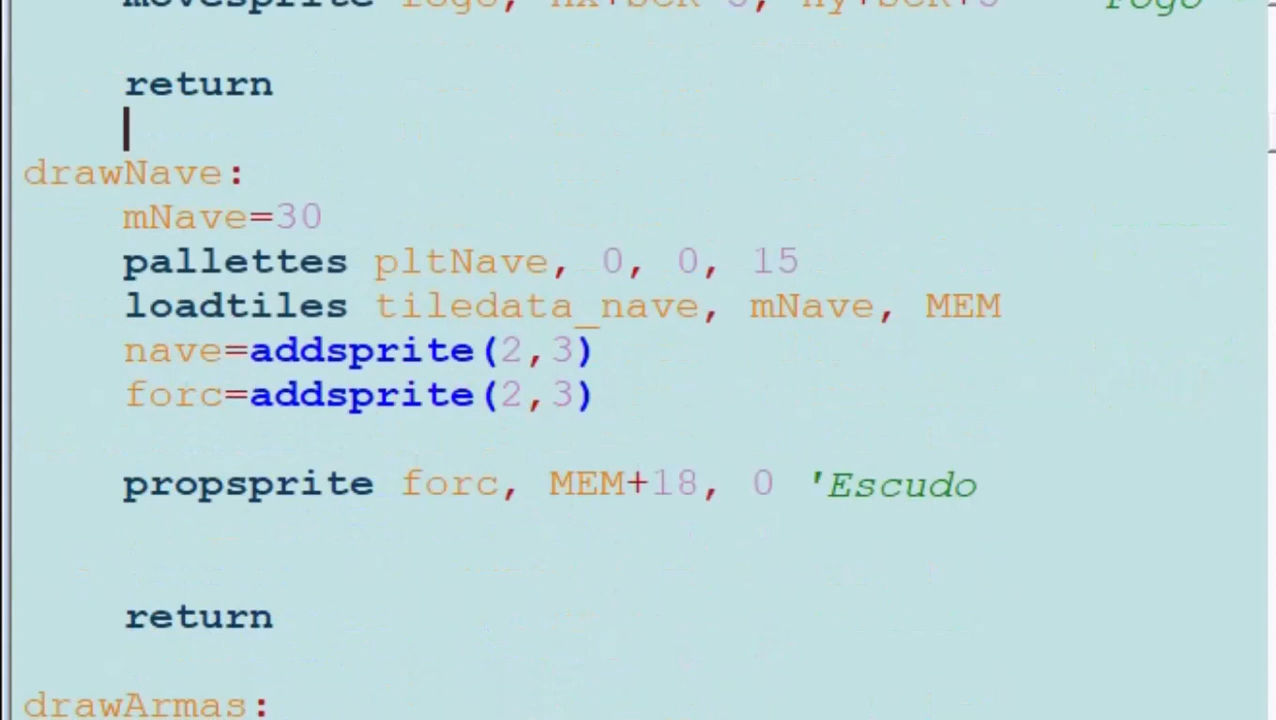 return
drawNave:
mNave=30
pallettes pltNave, 0, 0, 15
loadtiles tiledata_nave, mNave, MEM
nave=addsprite(2,3)
forc=addsprite(2,3)
propsprite forc, MEM+18, 0 'Escudo
return
drawArmas: